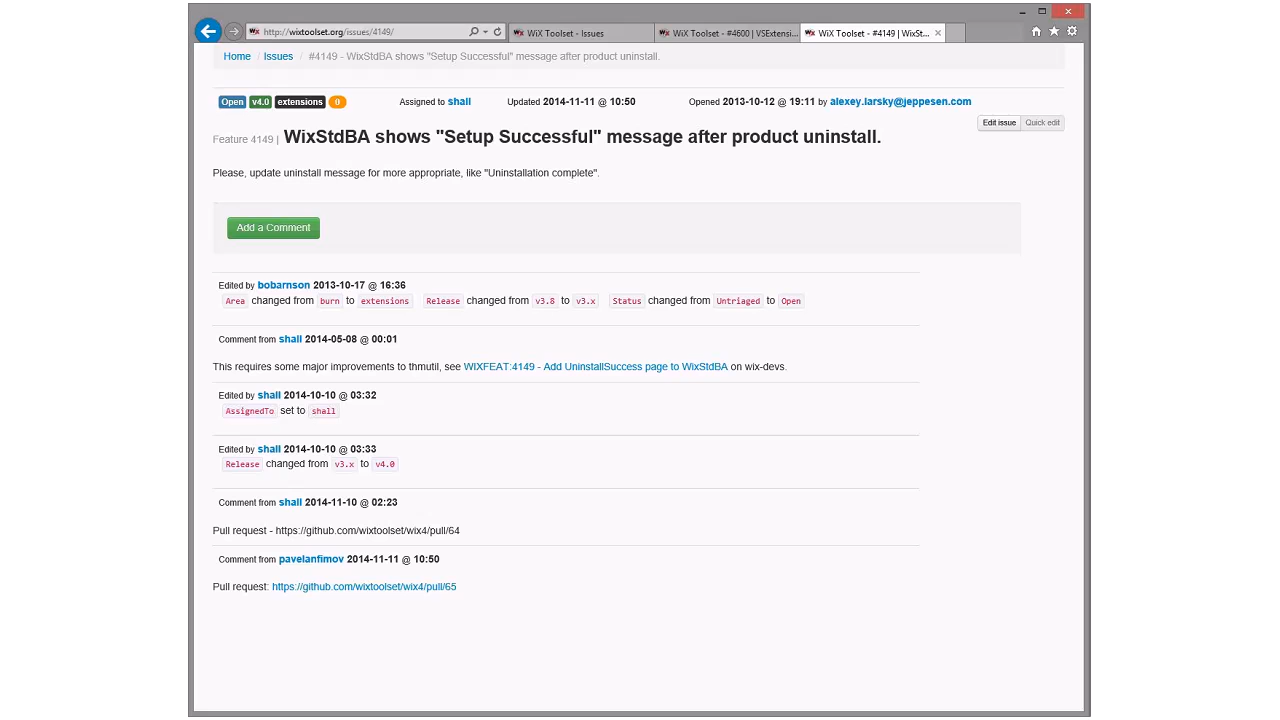 http://wixtoolset.org/issues/4149/
WiX Toolset - Issues
WiX Toolset - #4600 | VSExtensi...
WiX Toolset - #4149 | WixSt...
Home / Issues / #4149 - WixStdBA shows "Setup Successful" message after product uninstall.
Open v4.0 extensions 0 Assigned to shall Updated 2014-11-11 @ 10:50 Opened 2013-10-12 @ 19:11 by alexey.larsky@jeppesen.com
Edit issue Quick edit
Feature 4149 | WixStdBA shows "Setup Successful" message after product uninstall.
Please, update uninstall message for more appropriate, like "Uninstallation complete".
Add a Comment
Edited by bobarnson 2013-10-17 @ 16:36
Area changed from burn to extensions Release changed from v3.8 to v3.x Status changed from Untriaged to Open
Comment from shall 2014-05-08 @ 00:01
This requires some major improvements to thmutil, see WIXFEAT:4149 - Add UninstallSuccess page to WixStdBA on wix-devs.
Edited by shall 2014-10-10 @ 03:32
AssignedTo set to shall
Edited by shall 2014-10-10 @ 03:33
Release changed from v3.x to v4.0
Comment from shall 2014-11-10 @ 02:23
Pull request - https://github.com/wixtoolset/wix4/pull/64
Comment from pavelanfimov 2014-11-11 @ 10:50
Pull request: https://github.com/wixtoolset/wix4/pull/65